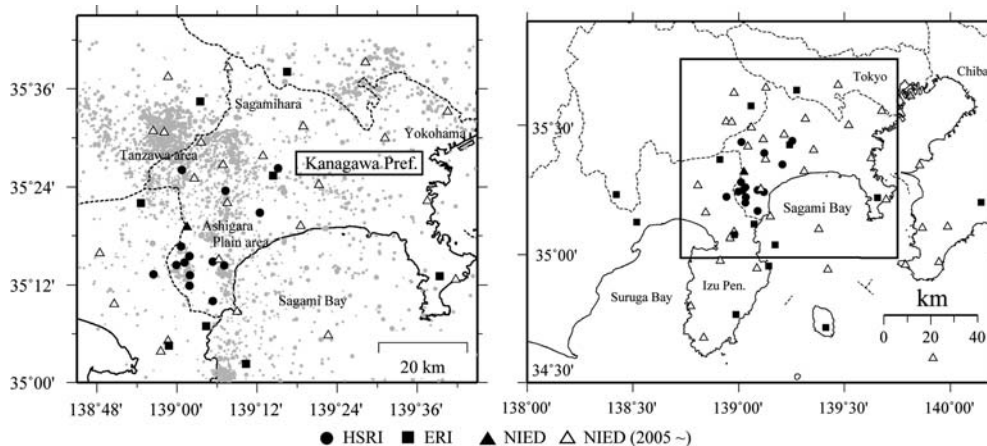 35°36'
35°24'
35°12'
35°00'
138°48' 139°00' 139°12' 139°24' 139°36'
Sagamihara
Yokohama
Tanzawa area
Kanagawa Pref.
Ashigara
Plain area
Sagami Bay
20 km
35°30'
35°00'
34°30'
138°00' 138°30' 139°00' 139°30' 140°00'
Tokyo
Chiba
Sagami Bay
Suruga Bay
Izu Pen.
km
0 20 40
● HSRI ■ ERI ▲ NIED △ NIED (2005 ~)